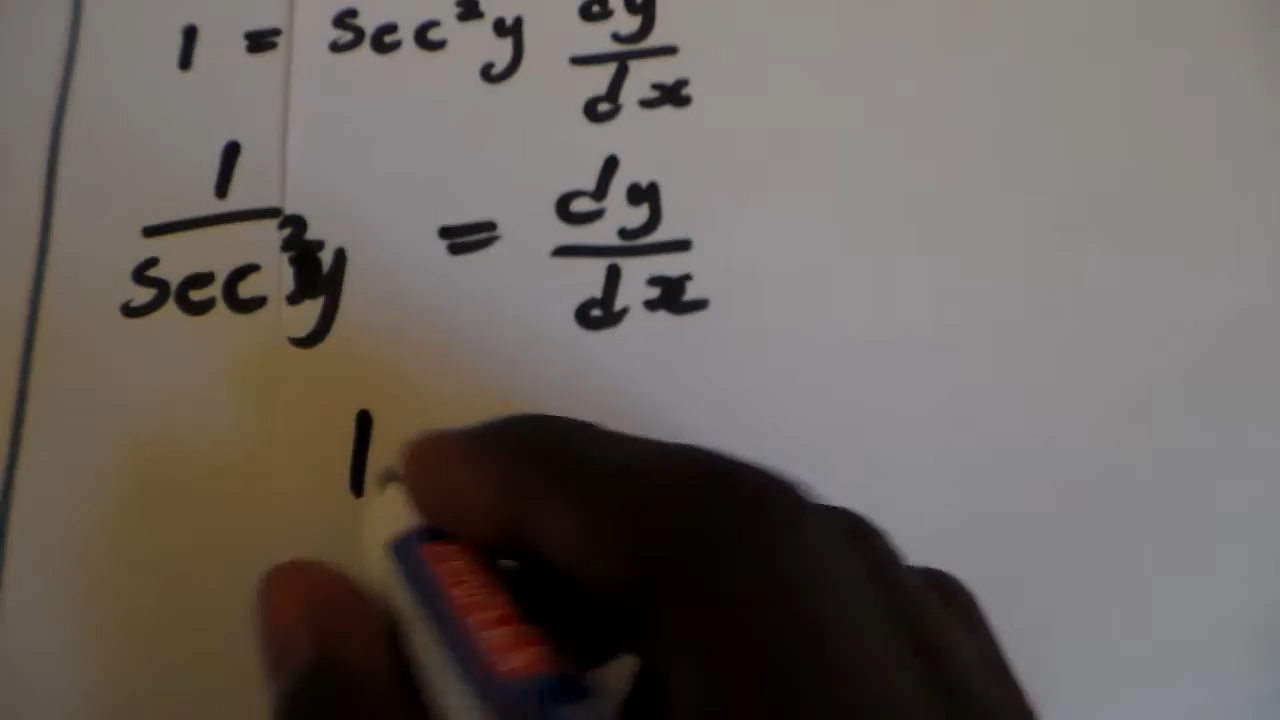 1 = Sec²y dy/dx
1/Sec²y = dy/dx
1